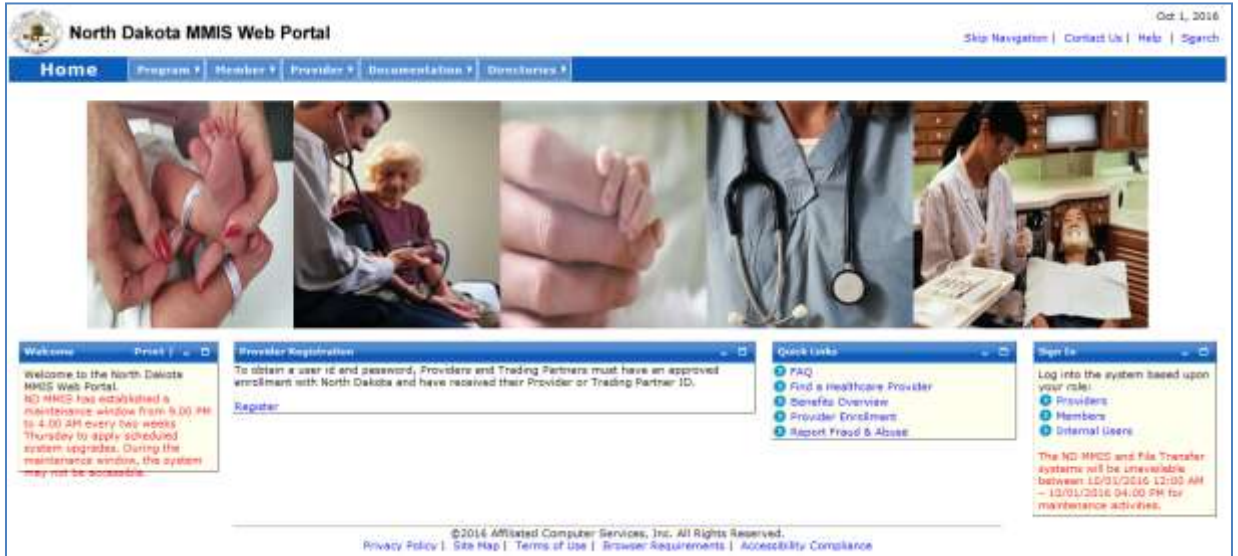 Oct 1, 2016
North Dakota MMIS Web Portal
Skip Navigation | Contact Us | Help | Search
Home Program Member Provider Documentation Directories
Welcome Print |
Welcome to the North Dakota
MMIS Web Portal.
ND MMIS has established a
maintenance window from 9.00 PM
to 4.00 AM every two weeks
Thursday to apply scheduled
system upgrades. During the
maintenance window, this system
may not be accessible.
Provider Registration
To obtain a user id and password, Providers and Trading Partners must have an approved
enrollment with North Dakota and have received their Provider or Trading Partner ID.
Register
Quick Links
FAQ
Find a Healthcare Provider
Benefits Overview
Provider Enrollment
Report Fraud & Abuse
Sign In
Log into the system based upon
your role:
Providers
Members
Internal Users
The ND MMIS and File Transfer
systems will be unavailable
between 10/01/2016 12:00 AM
– 10/01/2016 04:00 PM for
maintenance activities.
©2016 Affiliated Computer Services, Inc. All Rights Reserved.
Privacy Policy | Site Map | Terms of Use | Browser Requirements | Accessibility Compliance